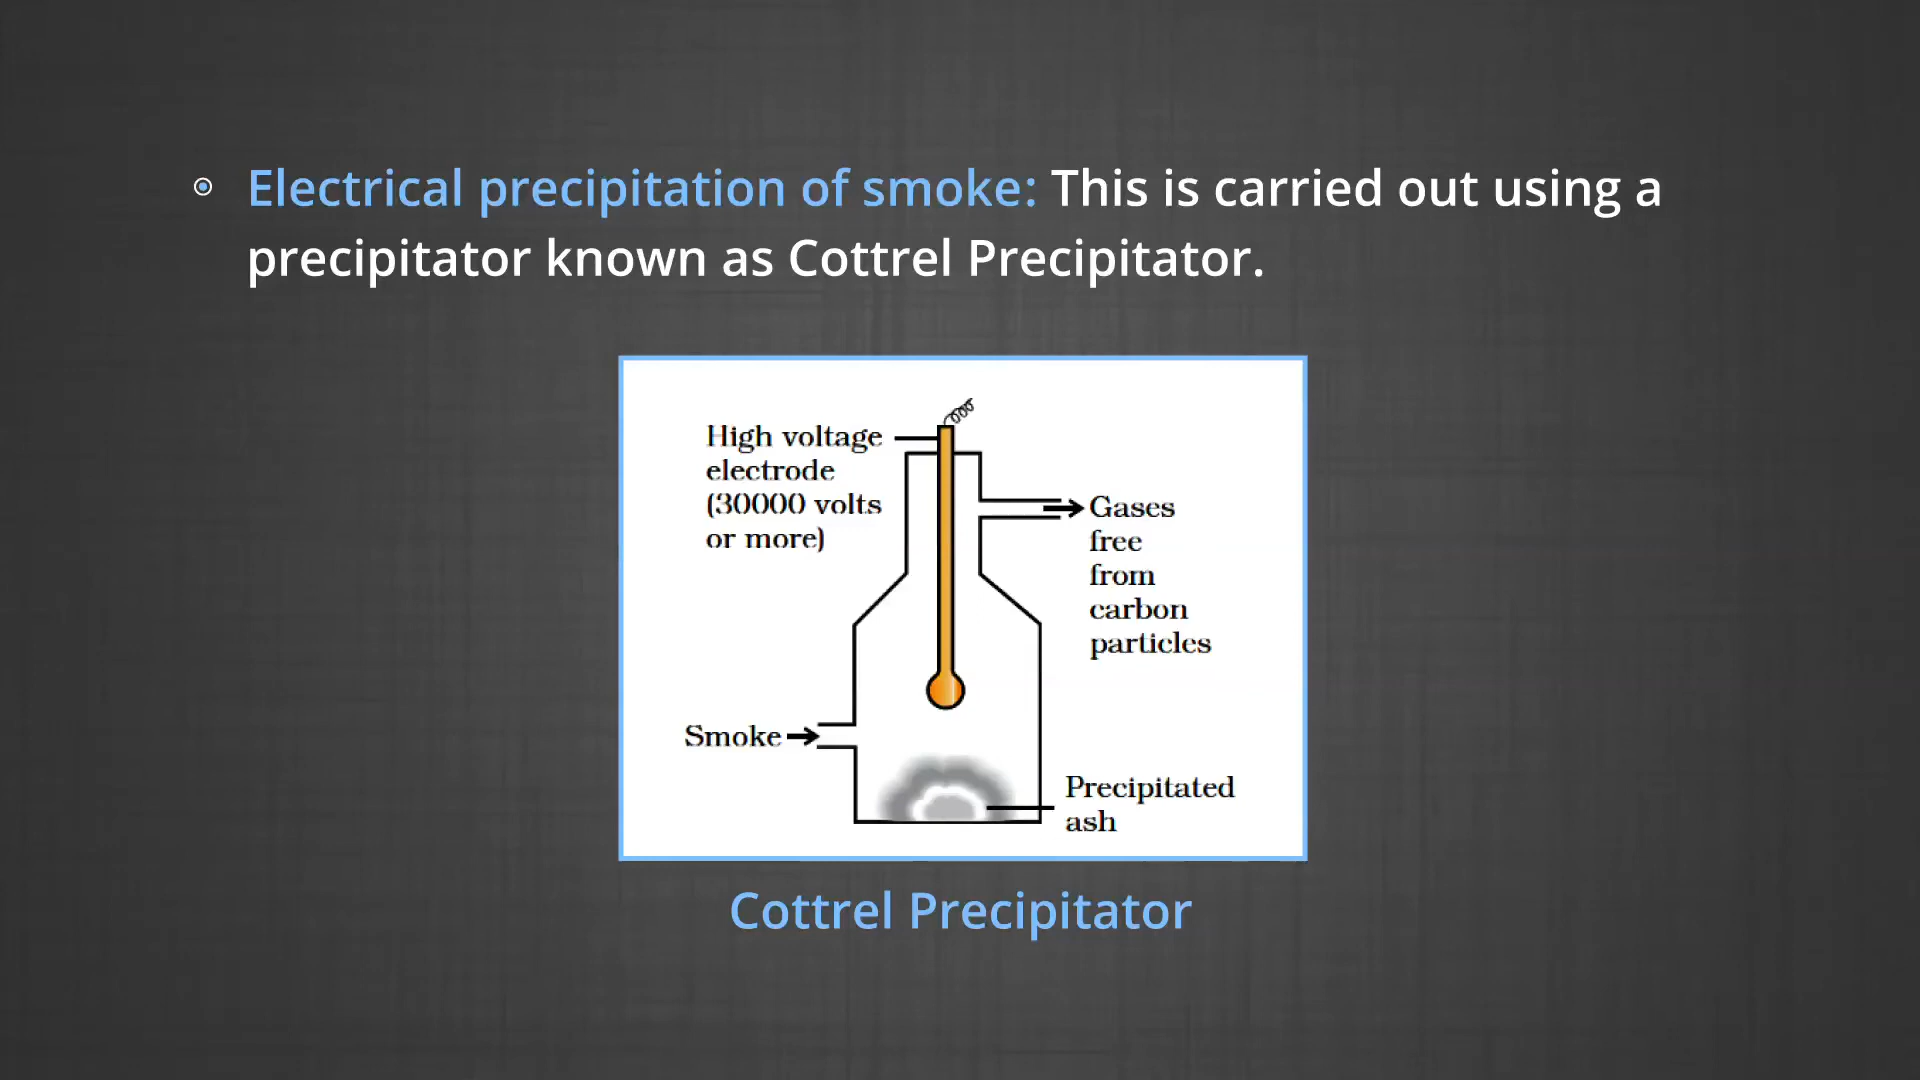 Electrical precipitation of smoke: This is carried out using a
precipitator known as Cottrel Precipitator.
High voltage
electrode
(30000 volts
or more)
Gases
free
from
carbon
particles
Smoke
Precipitated
ash
Cottrel Precipitator